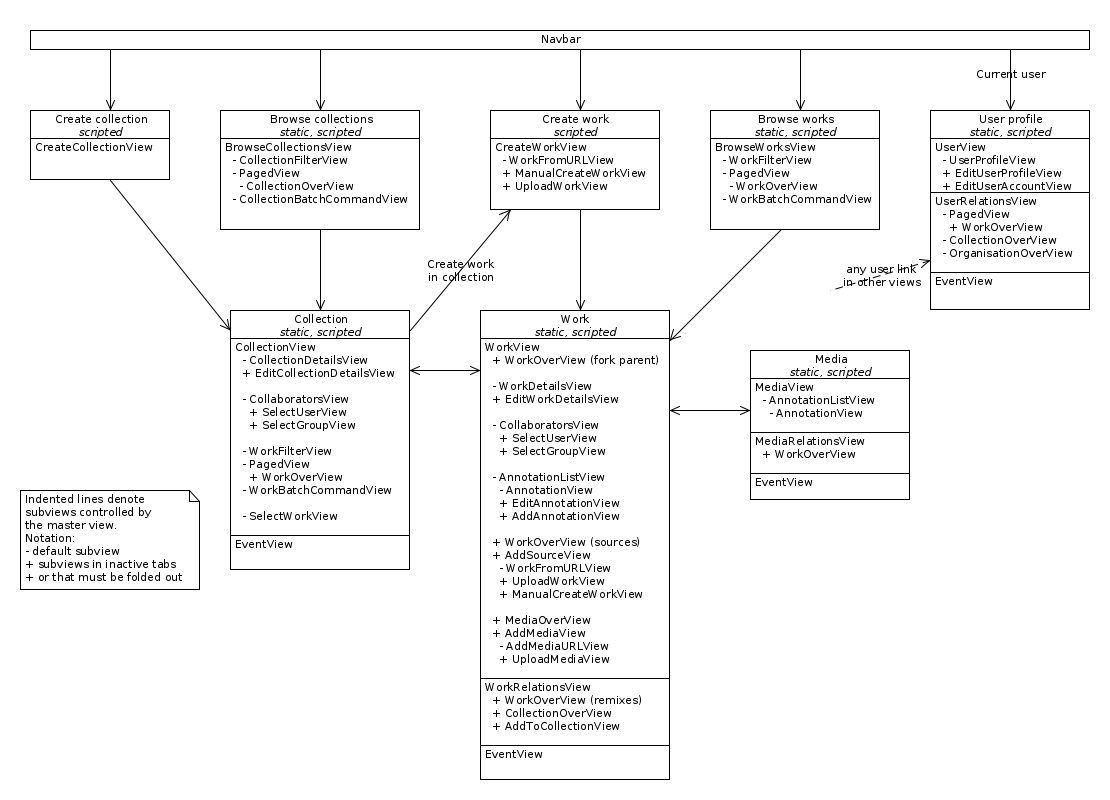 Navbar
Current user
Create collection
scripted
CreateCollectionView
Browse collections
static, scripted
BrowseCollectionsView
- CollectionFilterView
- PagedView
- CollectionOverView
- CollectionBatchCommandView
Create work
scripted
CreateWorkView
- WorkFromURLView
+ ManualCreateWorkView
+ UploadWorkView
Browse works
static, scripted
BrowseWorksView
- WorkFilterView
- PagedView
- WorkOverView
- WorkBatchCommandView
User profile
static, scripted
UserView
- UserProfileView
+ EditUserProfileView
+ EditUserAccountView
UserRelationsView
- PagedView
+ WorkOverView
- CollectionOverView
- OrganisationOverView
EventView
Create work
in collection
any user link
in other views
Collection
static, scripted
CollectionView
- CollectionDetailsView
+ EditCollectionDetailsView
- CollaboratorsView
+ SelectUserView
+ SelectGroupView
- WorkFilterView
- PagedView
+ WorkOverView
- WorkBatchCommandView
- SelectWorkView
EventView
Work
static, scripted
WorkView
+ WorkOverView (fork parent)
- WorkDetailsView
+ EditWorkDetailsView
- CollaboratorsView
+ SelectUserView
+ SelectGroupView
- AnnotationListView
- AnnotationView
+ EditAnnotationView
+ AddAnnotationView
+ WorkOverView (sources)
+ AddSourceView
- WorkFromURLView
+ UploadWorkView
+ ManualCreateWorkView
+ MediaOverView
+ AddMediaView
- AddMediaURLView
+ UploadMediaView
WorkRelationsView
+ WorkOverView (remixes)
+ CollectionOverView
+ AddToCollectionView
EventView
Media
static, scripted
MediaView
- AnnotationListView
- AnnotationView
MediaRelationsView
+ WorkOverView
EventView
Indented lines denote
subviews controlled by
the master view.
Notation:
- default subview
+ subviews in inactive tabs
+ or that must be folded out